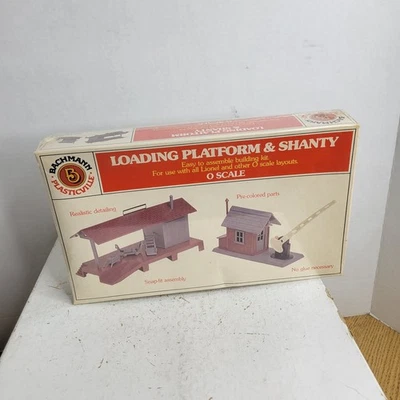 LOADING PLATFORM & SHANTY
Easy to assemble building kit.
For use with all Lionel and other O scale layouts.
O SCALE
BACHMANN
B
PLASTICVILLE
Realistic detailing
Pre-colored parts
Snap-fit assembly
No glue necessary